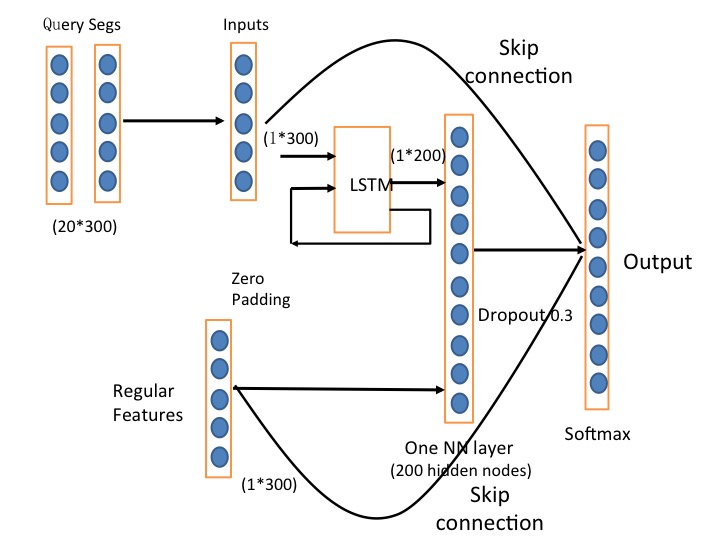 Query Segs
Inputs
Skip
connection
(1*300)
(1*200)
LSTM
(20*300)
Output
Zero
Padding
Dropout 0.3
Regular
Features
Softmax
One NN layer
(200 hidden nodes)
(1*300)
Skip
connection